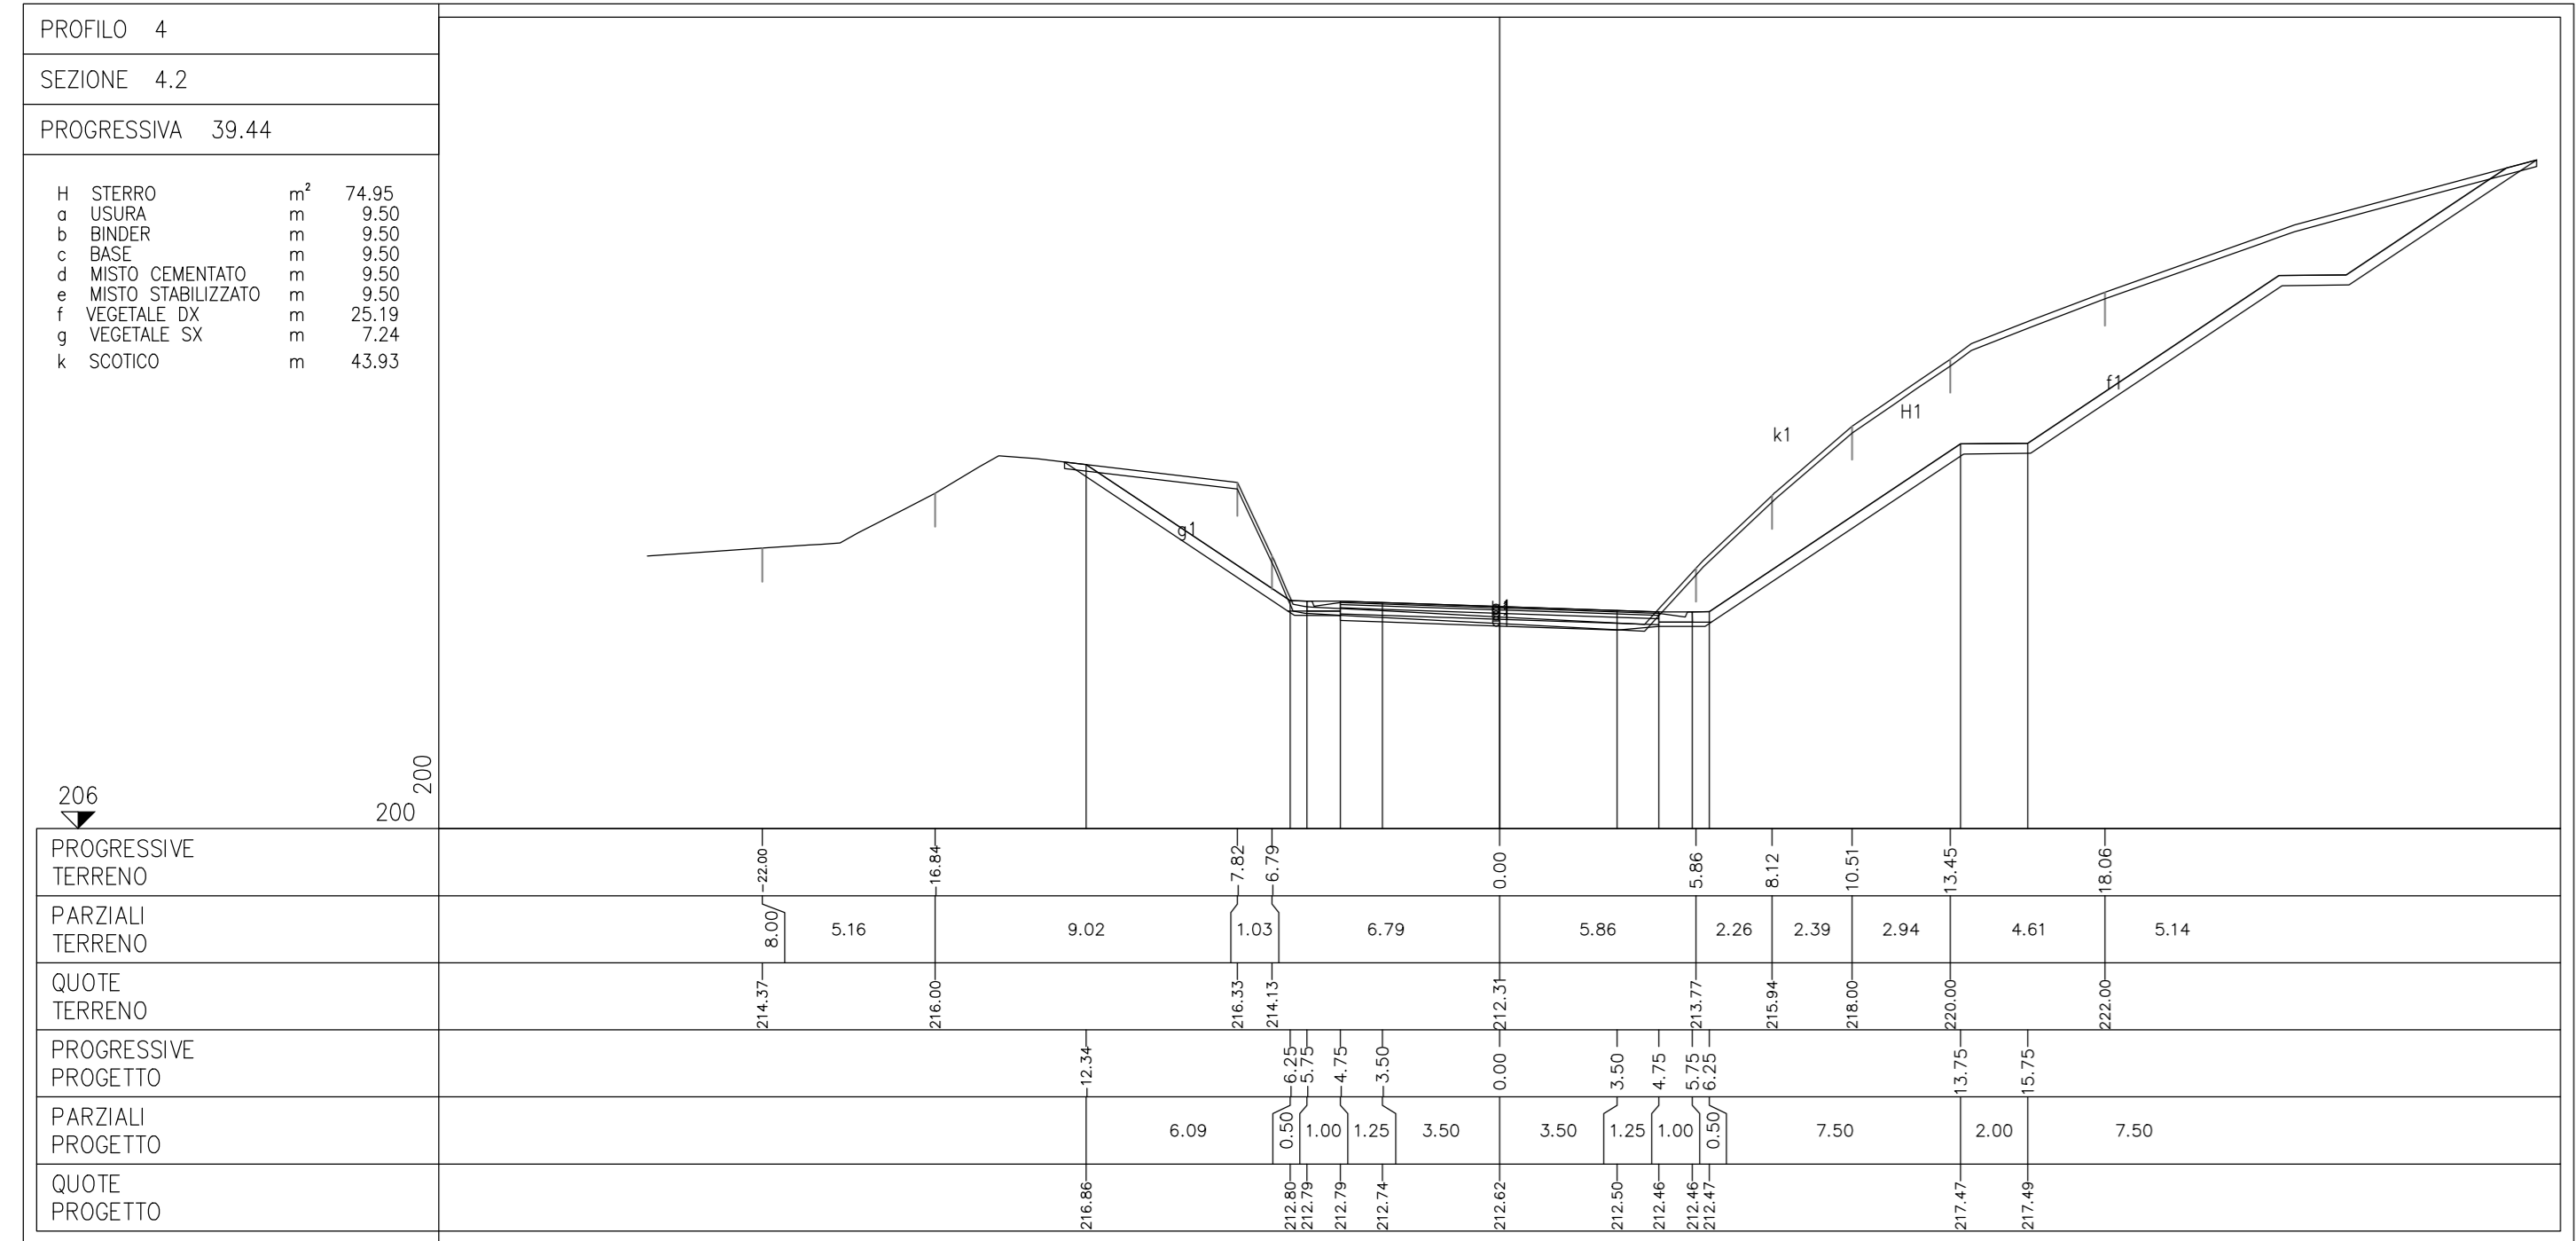 PROFILO 4
SEZIONE 4.2
PROGRESSIVA 39.44
H STERRO m² 74.95
a USURA m 9.50
b BINDER m 9.50
c BASE m 9.50
d MISTO CEMENTATO m 9.50
e MISTO STABILIZZATO m 9.50
f VEGETALE DX m 25.19
g VEGETALE SX m 7.24
k SCOTICO m 43.93
k1
H1
f1
g1
206
200
200
PROGRESSIVE TERRENO
-22.00 -16.84 -7.82 -6.79 0.00 5.86 8.12 10.51 13.45 18.06
PARZIALI TERRENO
8.00 5.16 9.02 1.03 6.79 5.86 2.26 2.39 2.94 4.61 5.14
QUOTE TERRENO
214.37 216.00 216.33 214.13 212.31 213.77 215.94 218.00 220.00 222.00
PROGRESSIVE PROGETTO
-12.34 -6.25 -5.75 -4.75 -3.50 0.00 3.50 4.75 5.75 6.25 13.75 15.75
PARZIALI PROGETTO
6.09 0.50 1.00 1.25 3.50 3.50 1.25 1.00 0.50 7.50 2.00 7.50
QUOTE PROGETTO
216.86 212.80 212.79 212.79 212.74 212.62 212.50 212.46 212.46 212.47 217.47 217.49